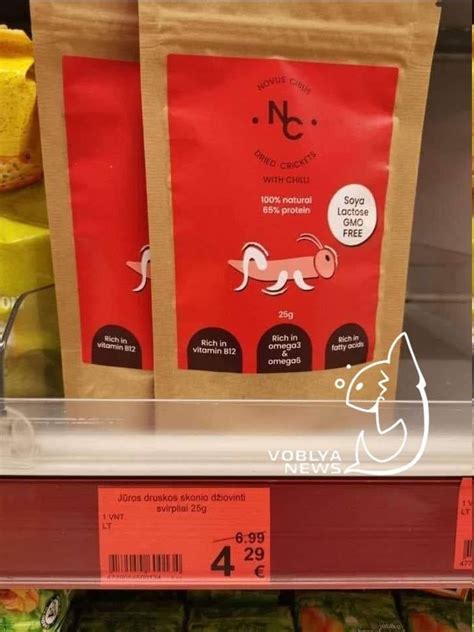 NOVUS CIBUS
NC
DRIED CRICKETS
WITH CHILLI
100% natural
65% protein
Soya
Lactose
GMO
FREE
25g
Rich in
vitamin B12
Rich in
vitamin B12
Rich in
omega3
&
omega6
Rich in
fatty acids
VOBLYA
NEWS
Jūros druskos skonio džiovinti
svirpliai 25g
1 VNT.
LT
6.99
4 29
€